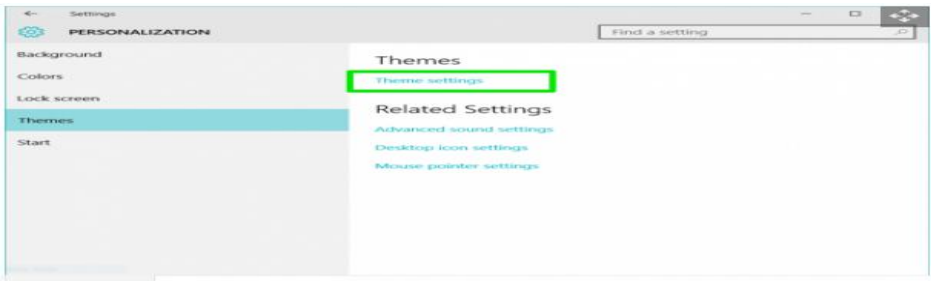 Settings
PERSONALIZATION
Find a setting
Background
Colors
Lock screen
Themes
Start
Themes
Theme settings
Related Settings
Advanced sound settings
Desktop icon settings
Mouse pointer settings